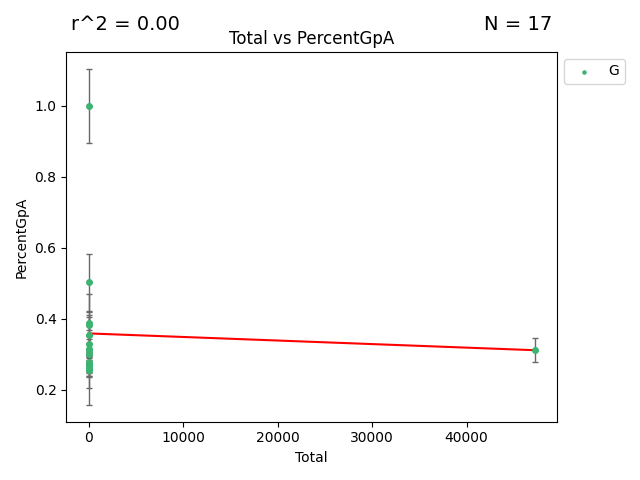 r^2 = 0.00
N = 17
Total vs PercentGpA
G
1.0
0.8
0.6
0.4
0.2
PercentGpA
0
10000
20000
30000
40000
Total